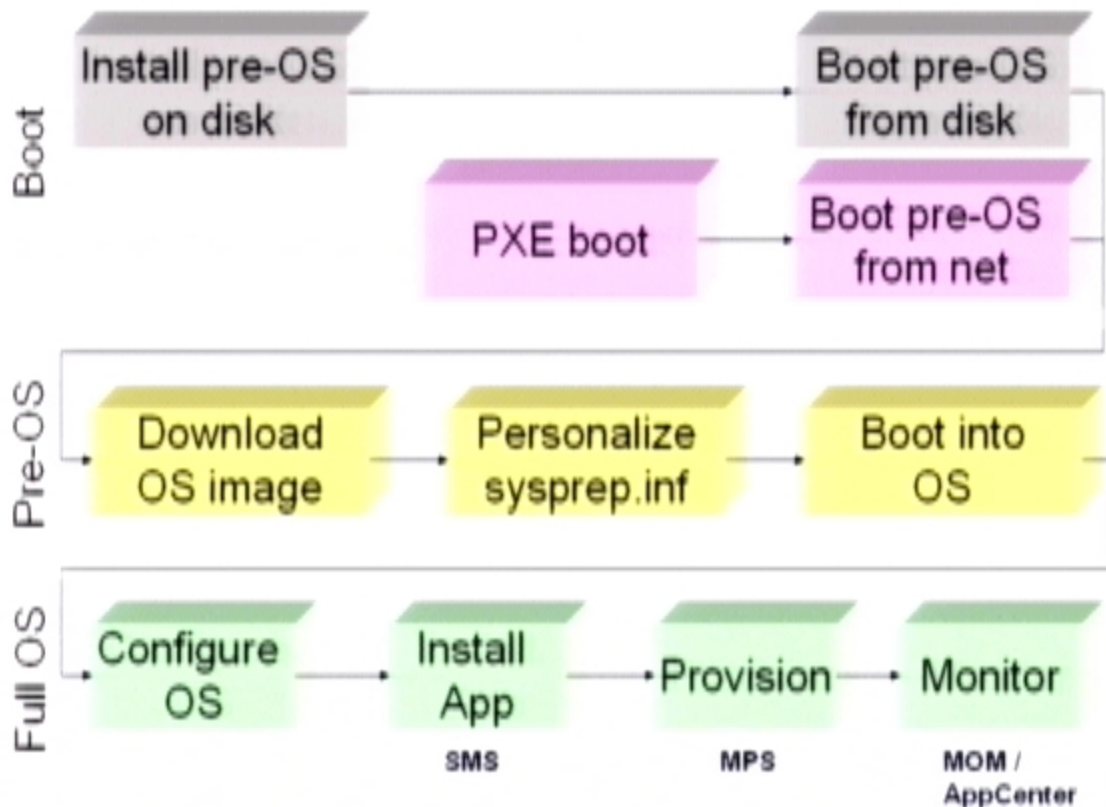 Boot
Install pre-OS
on disk
Boot pre-OS
from disk
PXE boot
Boot pre-OS
from net
Pre-OS
Download
OS image
Personalize
sysprep.inf
Boot into
OS
Full OS
Configure
OS
Install
App
Provision
Monitor
SMS
MPS
MOM /
AppCenter